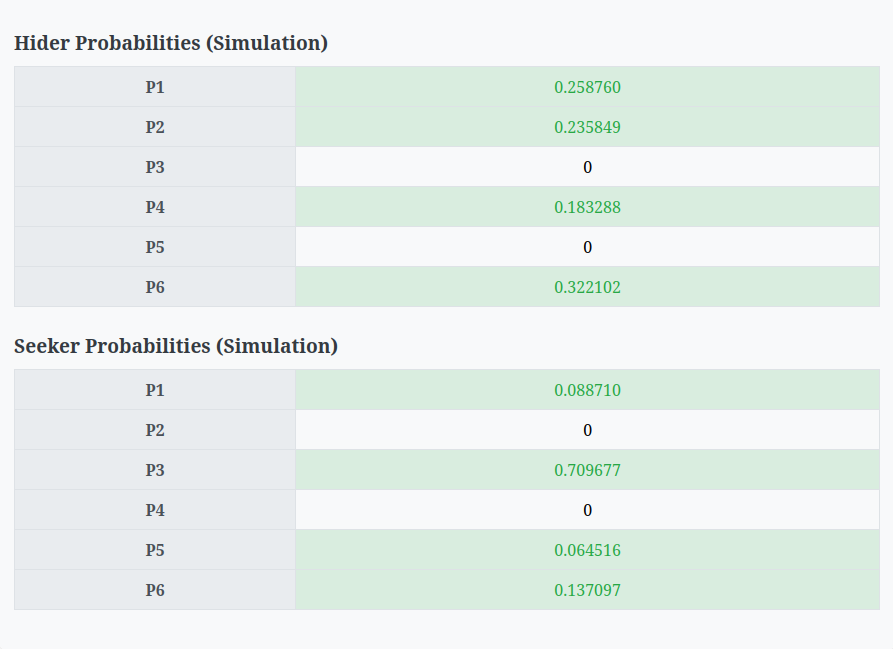 Hider Probabilities (Simulation)
P1 0.258760
P2 0.235849
P3 0
P4 0.183288
P5 0
P6 0.322102
Seeker Probabilities (Simulation)
P1 0.088710
P2 0
P3 0.709677
P4 0
P5 0.064516
P6 0.137097